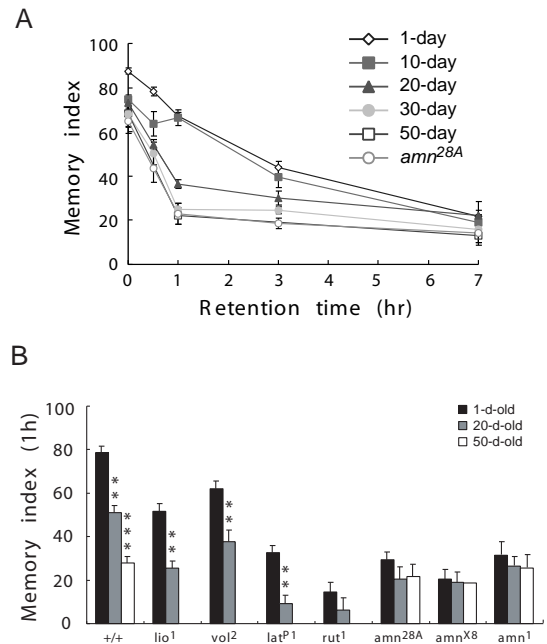 A
Memory index
100
80
60
40
20
0
0
1
2
3
4
5
6
7
Retention time (hr)
1-day
10-day
20-day
30-day
50-day
amn28A
B
Memory index (1h)
100
80
60
40
20
0
1-d-old
20-d-old
50-d-old
**
***
**
**
**
+/+ lio1 vol2 latP1 rut1 amn28A amnX8 amn1